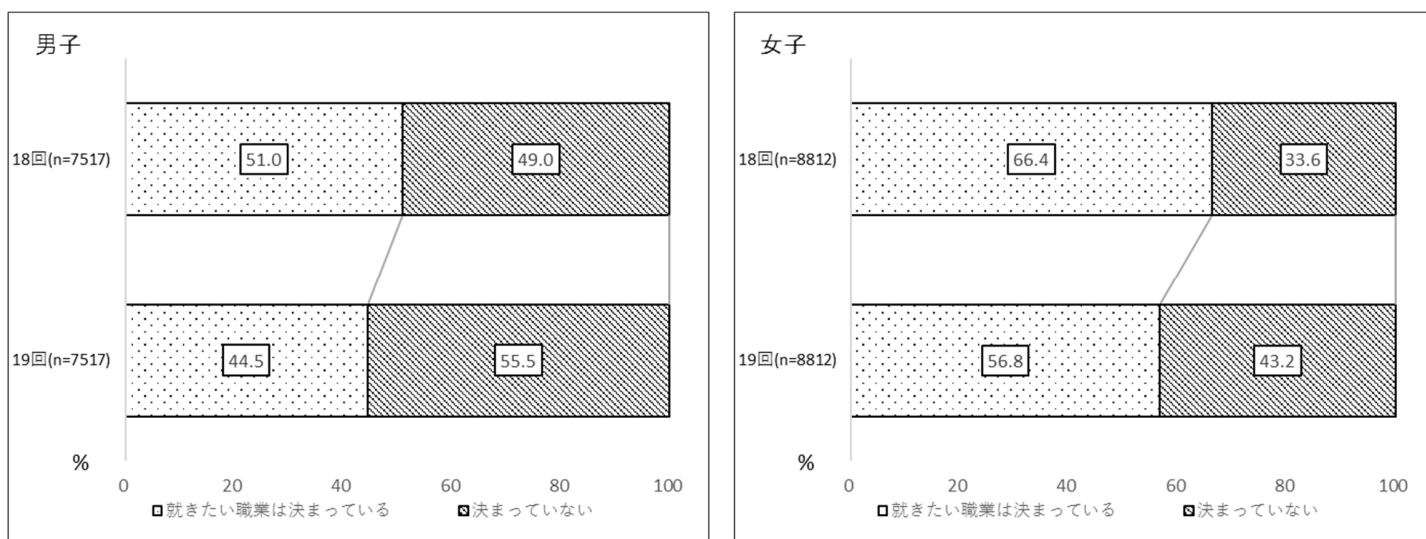 男子
18回(n=7517)
51.0
49.0
19回(n=7517)
44.5
55.5
%
0 20 40 60 80 100
就きたい職業は決まっている 決まっていない
女子
18回(n=8812)
66.4
33.6
19回(n=8812)
56.8
43.2
%
0 20 40 60 80 100
就きたい職業は決まっている 決まっていない